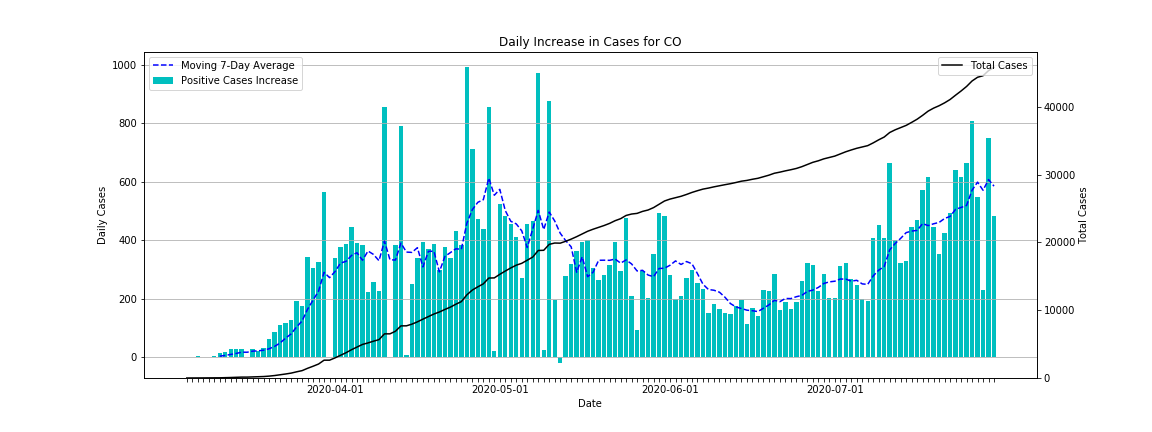 Daily Increase in Cases for CO
Moving 7-Day Average
Positive Cases Increase
Total Cases
1000
800
600
400
200
0
Daily Cases
40000
30000
20000
10000
0
Total Cases
2020-04-01
2020-05-01
2020-06-01
2020-07-01
Date